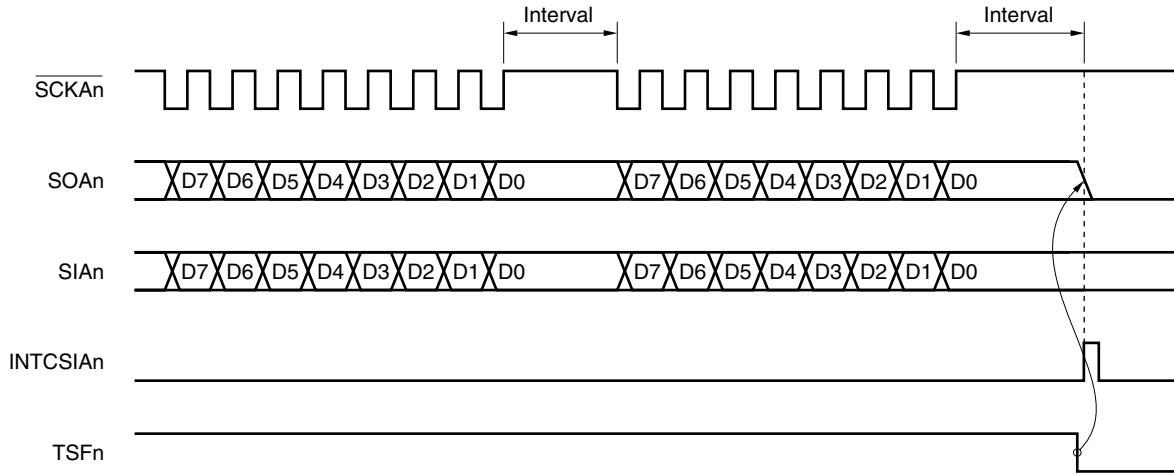 Interval Interval
SCKAn
SOAn D7 D6 D5 D4 D3 D2 D1 D0 D7 D6 D5 D4 D3 D2 D1 D0
SIAn D7 D6 D5 D4 D3 D2 D1 D0 D7 D6 D5 D4 D3 D2 D1 D0
INTCSIAn
TSFn